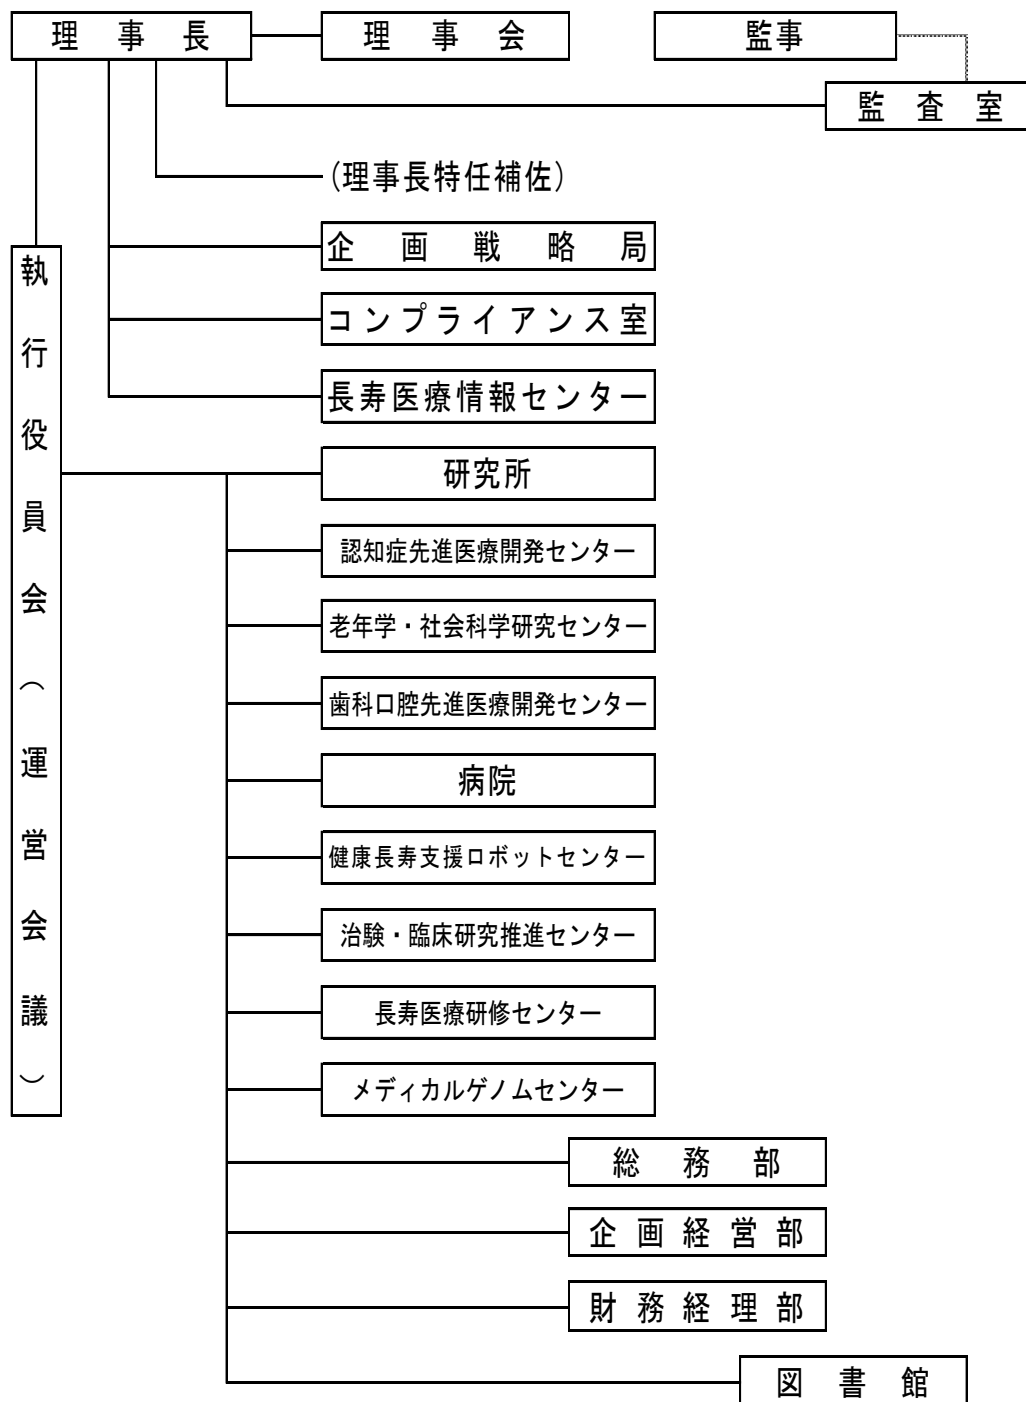 理事長
理事会
監事
監査室
(理事長特任補佐)
企画戦略局
コンプライアンス室
長寿医療情報センター
執行役員会(運営会議)
研究所
認知症先進医療開発センター
老年学・社会科学研究センター
歯科口腔先進医療開発センター
病院
健康長寿支援ロボットセンター
治験・臨床研究推進センター
長寿医療研修センター
メディカルゲノムセンター
総務部
企画経営部
財務経理部
図書館